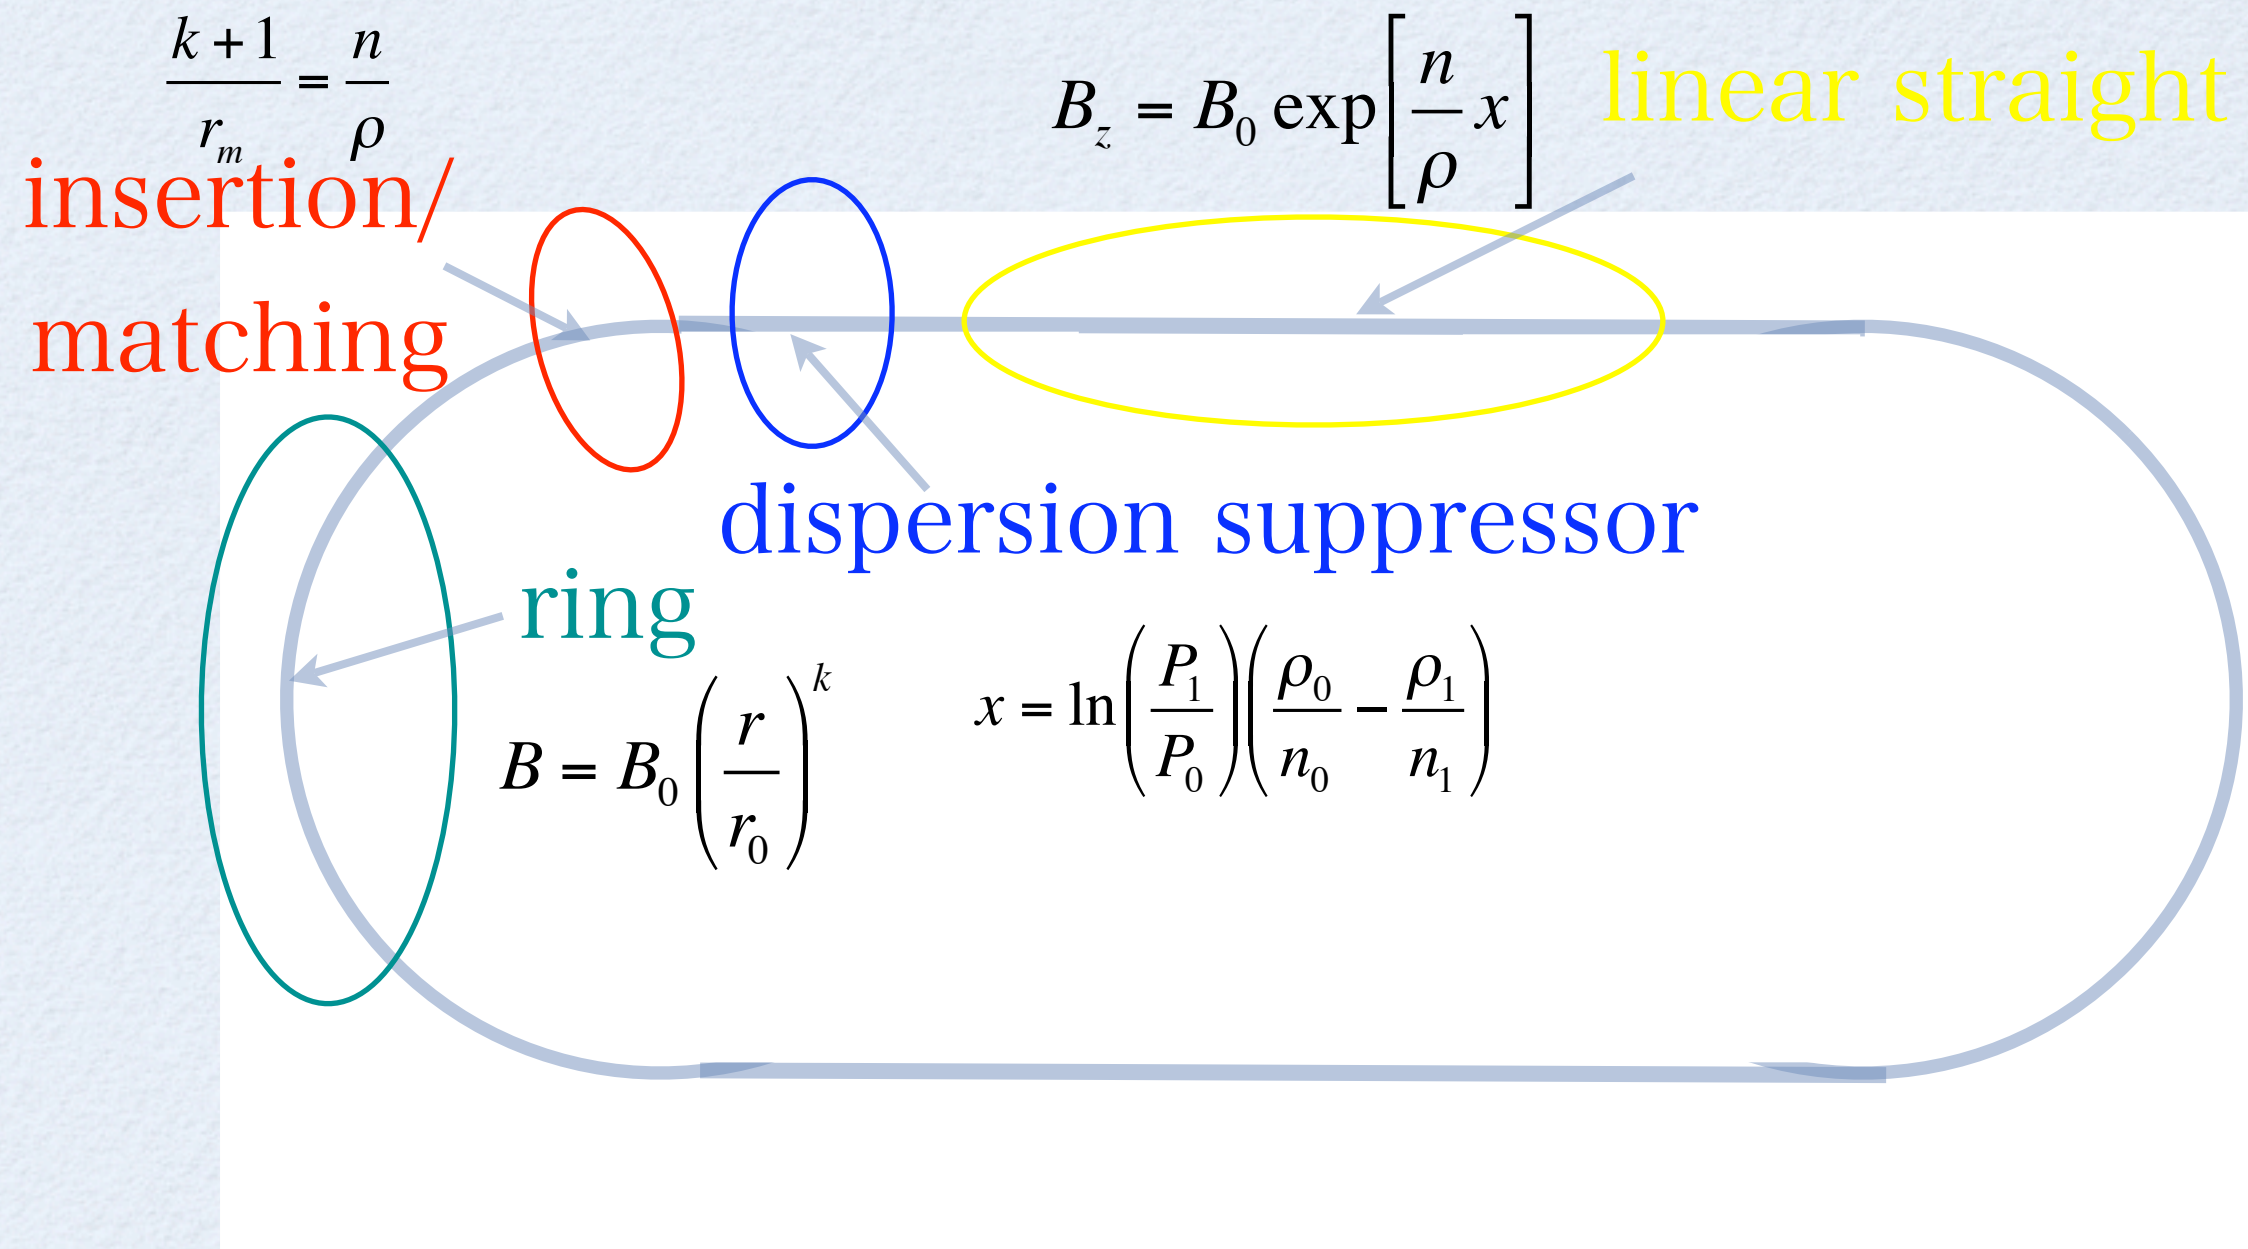 (k + 1)/r_m = n/ρ
B_z = B_0 exp[(n/ρ) x]
linear straight
insertion/
matching
dispersion suppressor
ring
B = B_0 (r/r_0)^k
x = ln(P_1/P_0)(ρ_0/n_0 − ρ_1/n_1)